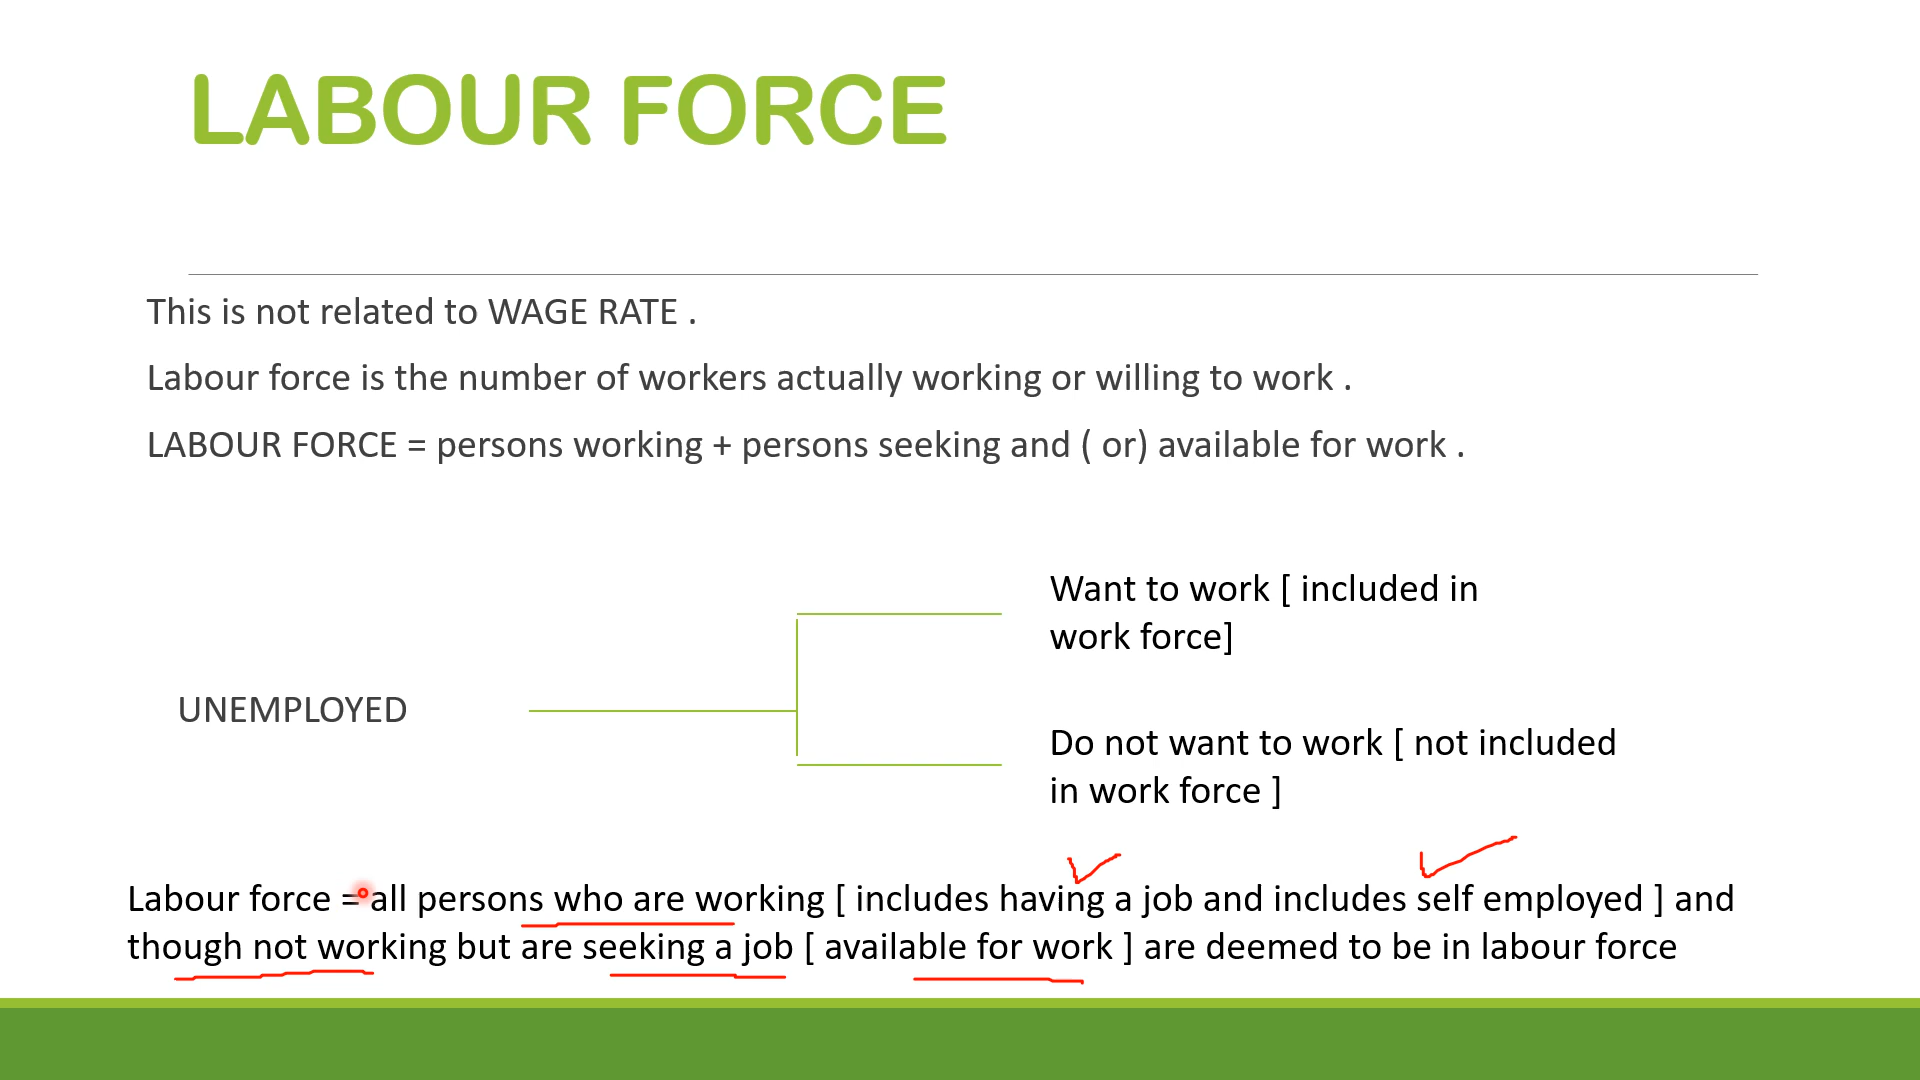 LABOUR FORCE
This is not related to WAGE RATE .
Labour force is the number of workers actually working or willing to work .
LABOUR FORCE = persons working + persons seeking and ( or) available for work .
Want to work [ included in
work force]
UNEMPLOYED
Do not want to work [ not included
in work force ]
Labour force = all persons who are working [ includes having a job and includes self employed ] and
though not working but are seeking a job [ available for work ] are deemed to be in labour force